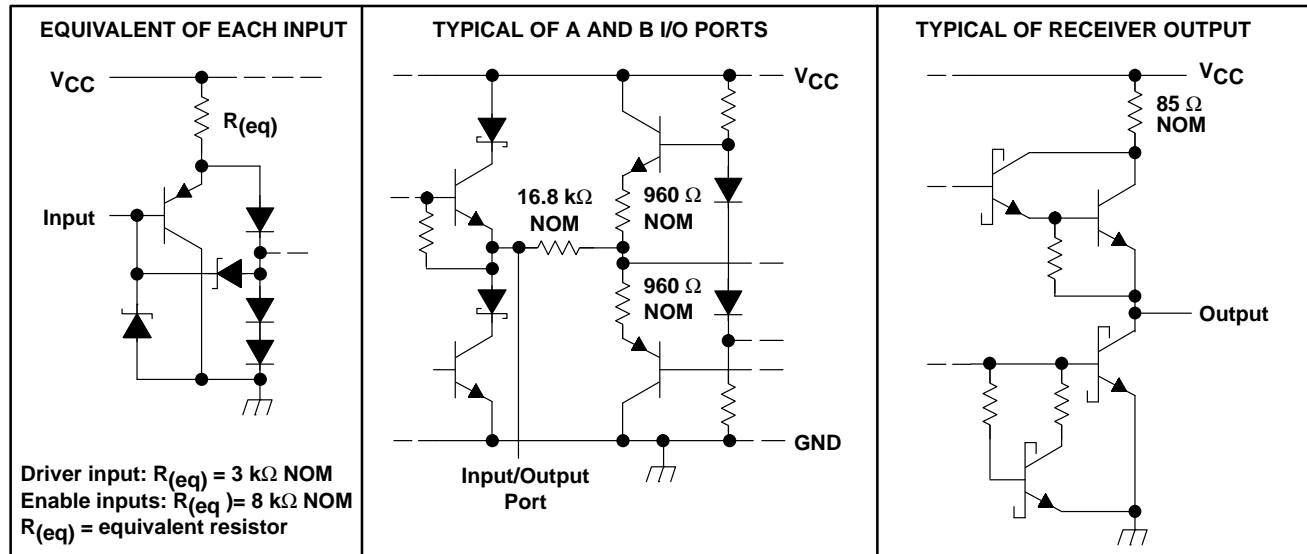 EQUIVALENT OF EACH INPUT
VCC
R(eq)
Input
Driver input: R(eq) = 3 kΩ NOM
Enable inputs: R(eq )= 8 kΩ NOM
R(eq) = equivalent resistor
TYPICAL OF A AND B I/O PORTS
VCC
16.8 kΩ
NOM
960 Ω
NOM
960 Ω
NOM
GND
Input/Output
Port
TYPICAL OF RECEIVER OUTPUT
VCC
85 Ω
NOM
Output